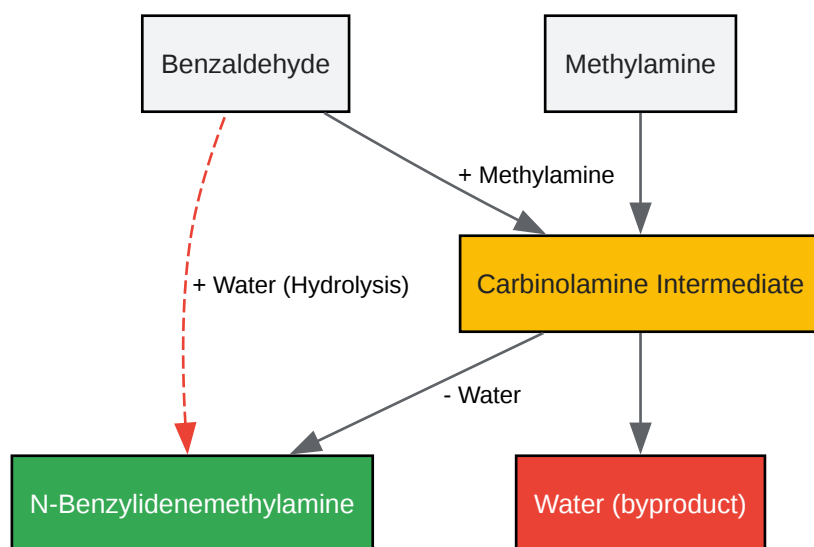 Benzaldehyde
Methylamine
+ Methylamine
+ Water (Hydrolysis)
Carbinolamine Intermediate
- Water
N-Benzylidenemethylamine
Water (byproduct)